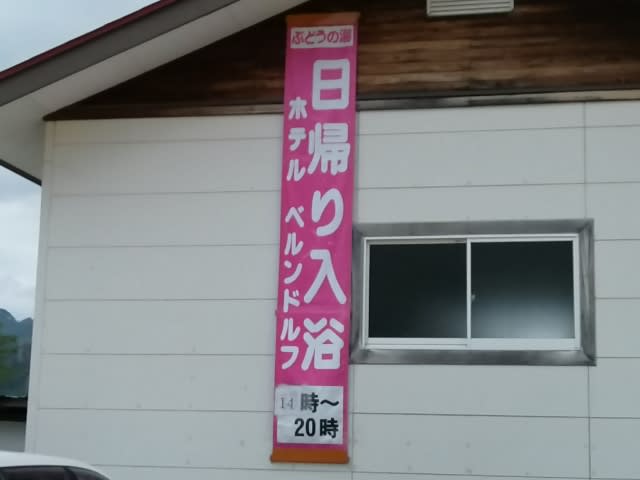 ぶどうの湯
日帰り入浴
ホテル ベルンドルフ
14時～
20時